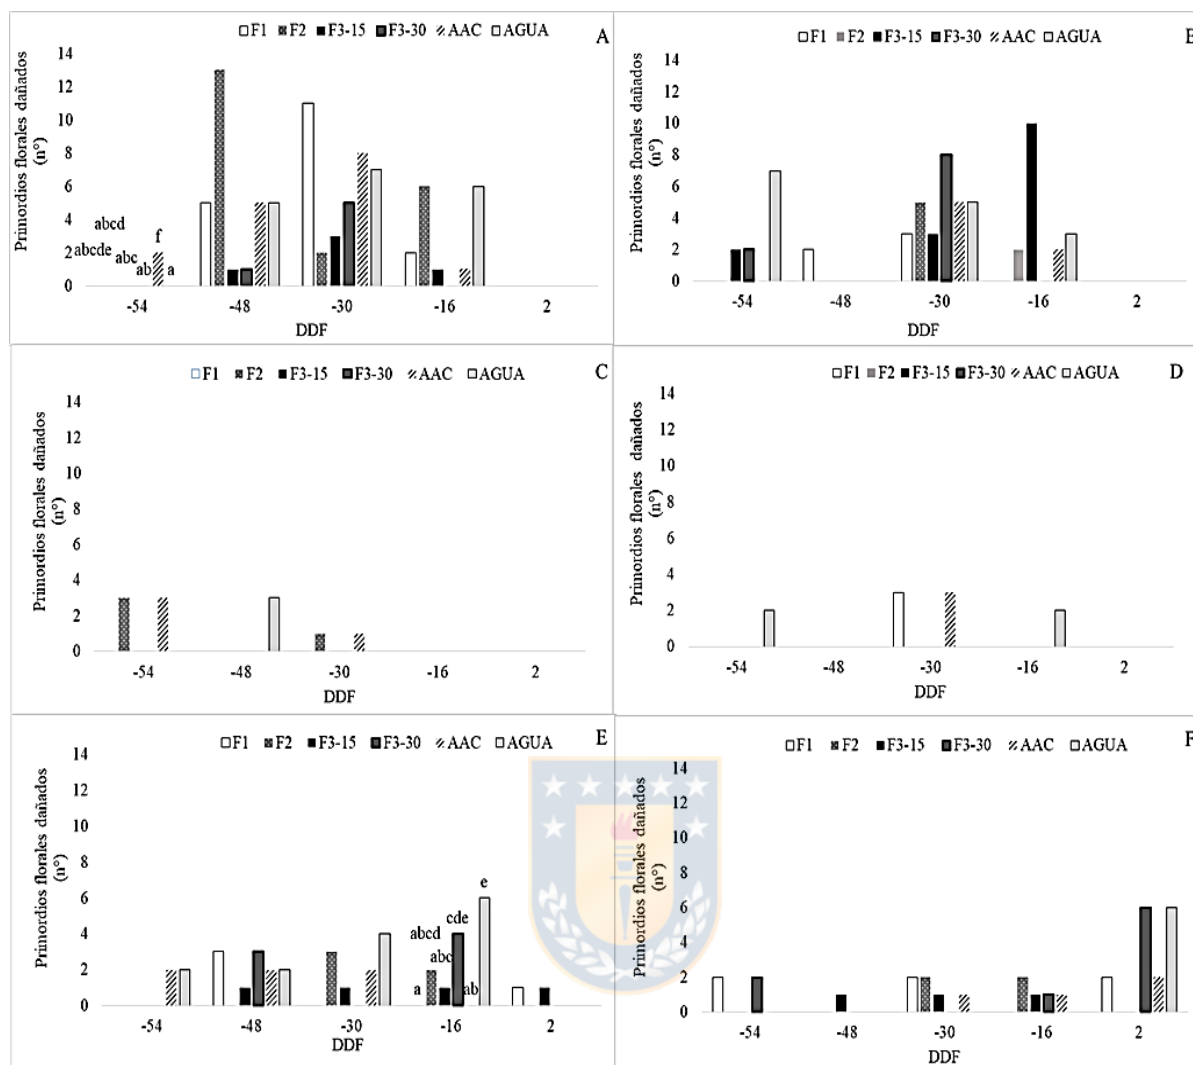 F1 F2 F3-15 F3-30 AAC AGUA
A
Primordios florales dañados
(n°)
14
12
10
8
6
4
2
0
abcd
abcde
abc
ab
f
a
-54 -48 -30 -16 2
DDF
F1 F2 F3-15 F3-30 AAC AGUA
B
Primordios florales dañados
(n°)
14
12
10
8
6
4
2
0
-54 -48 -30 -16 2
DDF
F1 F2 F3-15 F3-30 AAC AGUA
C
Primordios florales dañados
(n°)
14
12
10
8
6
4
2
0
-54 -48 -30 -16 2
DDF
F1 F2 F3-15 F3-30 AAC AGUA
D
Primordios florales dañados
(n°)
14
12
10
8
6
4
2
0
-54 -48 -30 -16 2
DDF
F1 F2 F3-15 F3-30 AAC AGUA
E
Primordios florales dañados
(n°)
14
12
10
8
6
4
2
0
a
abcd
abc
cde
ab
e
-54 -48 -30 -16 2
DDF
F1 F2 F3-15 F3-30 AAC AGUA
F
Primordios florales dañados
(n°)
14
12
10
8
6
4
2
0
-54 -48 -30 -16 2
DDF